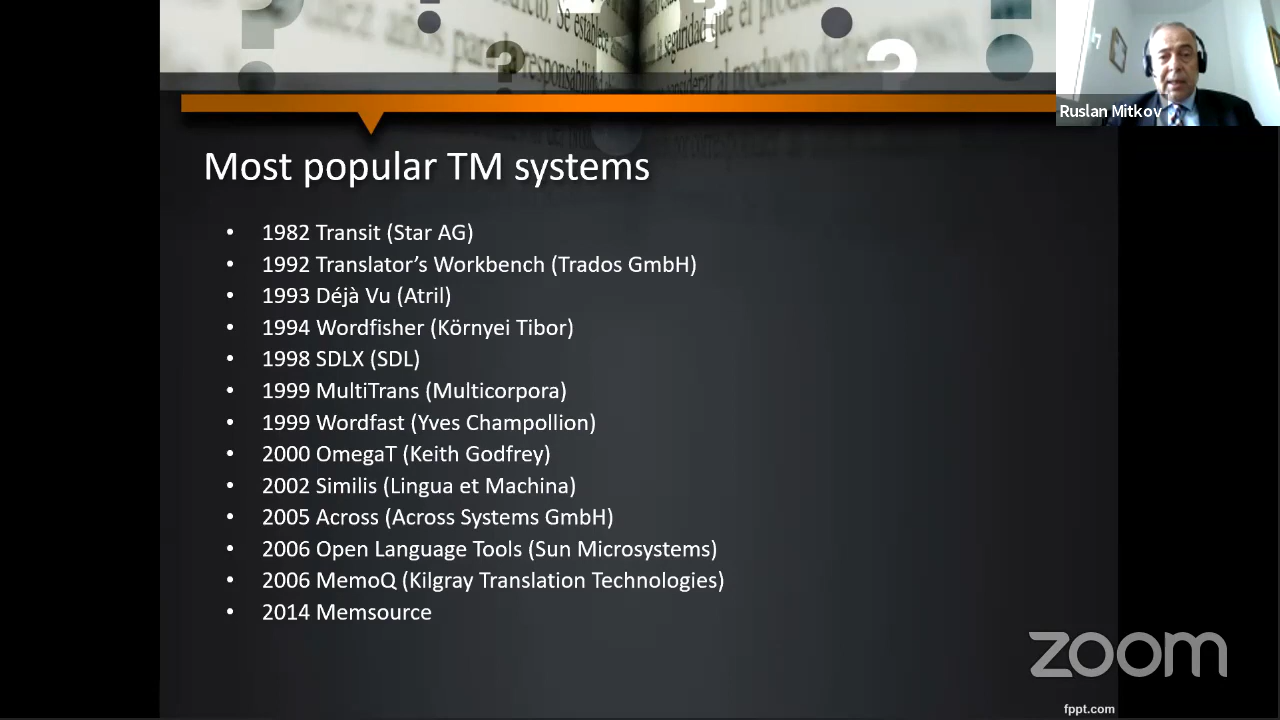 Se establece
Ruslan Mitkov
Most popular TM systems
• 1982 Transit (Star AG)
• 1992 Translator’s Workbench (Trados GmbH)
• 1993 Déjà Vu (Atril)
• 1994 Wordfisher (Környei Tibor)
• 1998 SDLX (SDL)
• 1999 MultiTrans (Multicorpora)
• 1999 Wordfast (Yves Champollion)
• 2000 OmegaT (Keith Godfrey)
• 2002 Similis (Lingua et Machina)
• 2005 Across (Across Systems GmbH)
• 2006 Open Language Tools (Sun Microsystems)
• 2006 MemoQ (Kilgray Translation Technologies)
• 2014 Memsource
zoom
fppt.com